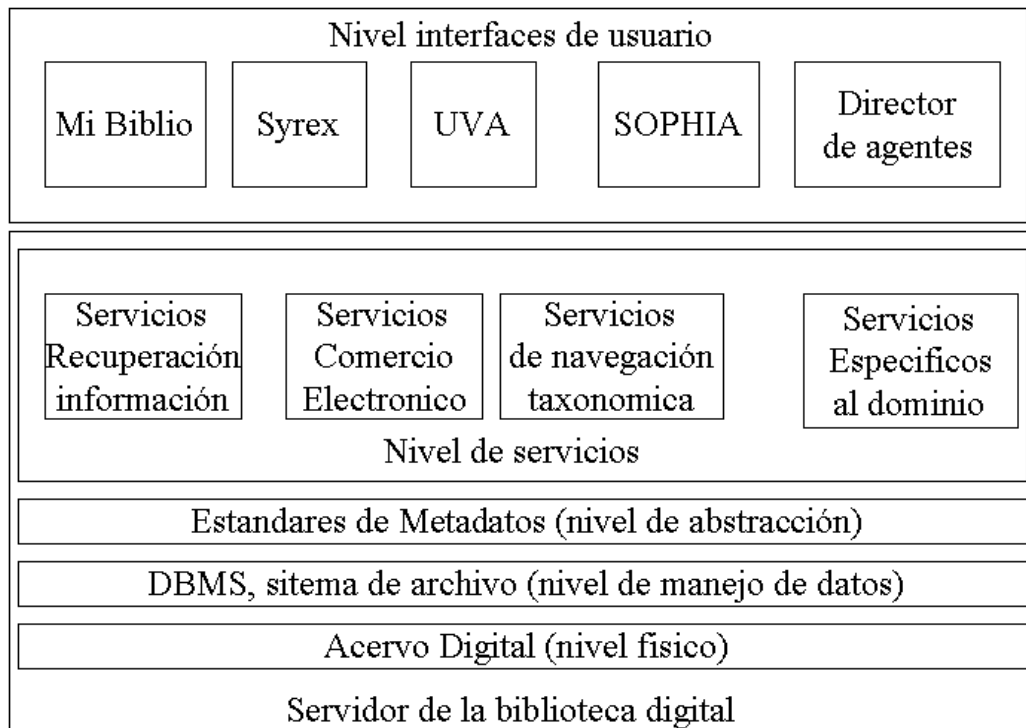 Nivel interfaces de usuario
Mi Biblio
Syrex
UVA
SOPHIA
Director
de agentes
Servicios
Recuperación
información
Servicios
Comercio
Electronico
Servicios
de navegación
taxonomica
Servicios
Especificos
al dominio
Nivel de servicios
Estandares de Metadatos (nivel de abstracción)
DBMS, sitema de archivo (nivel de manejo de datos)
Acervo Digital (nivel fisico)
Servidor de la biblioteca digital